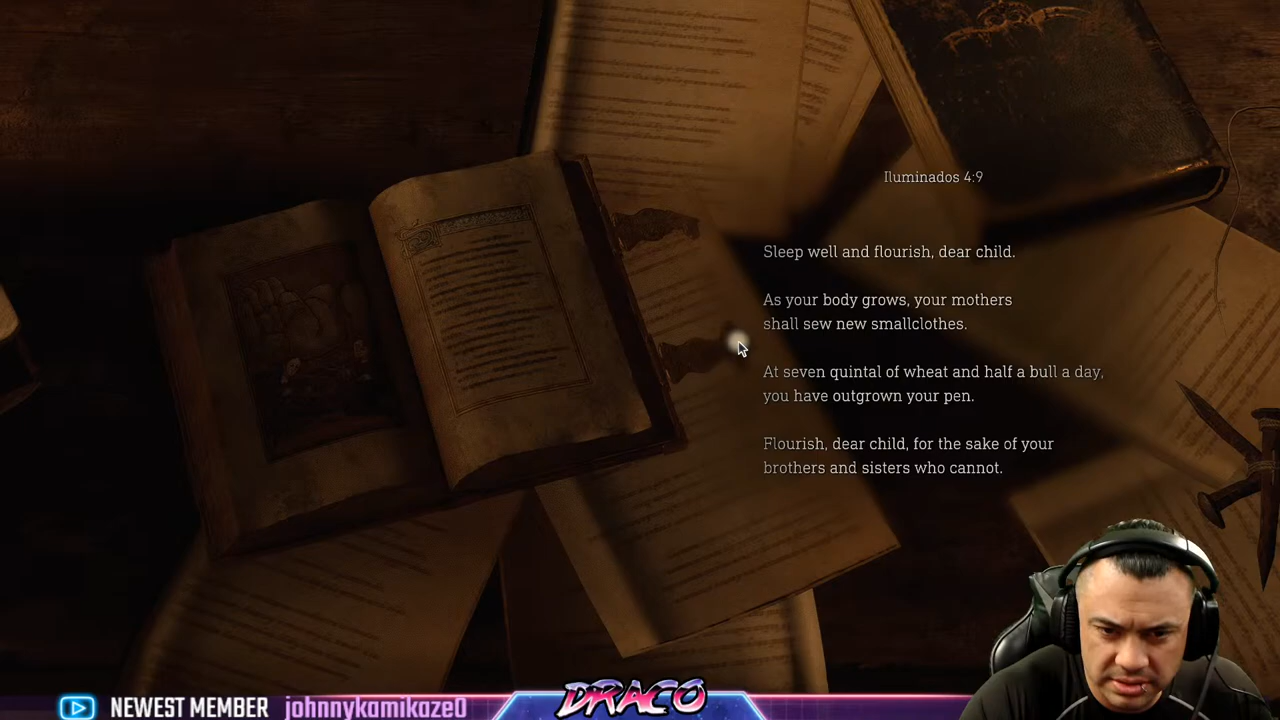 Iluminados 4:9
Sleep well and flourish, dear child.
As your body grows, your mothers
shall sew new smallclothes.
At seven quintal of wheat and half a bull a day,
you have outgrown your pen.
Flourish, dear child, for the sake of your
brothers and sisters who cannot.
NEWEST MEMBER johnnykamikaze0
DRACO